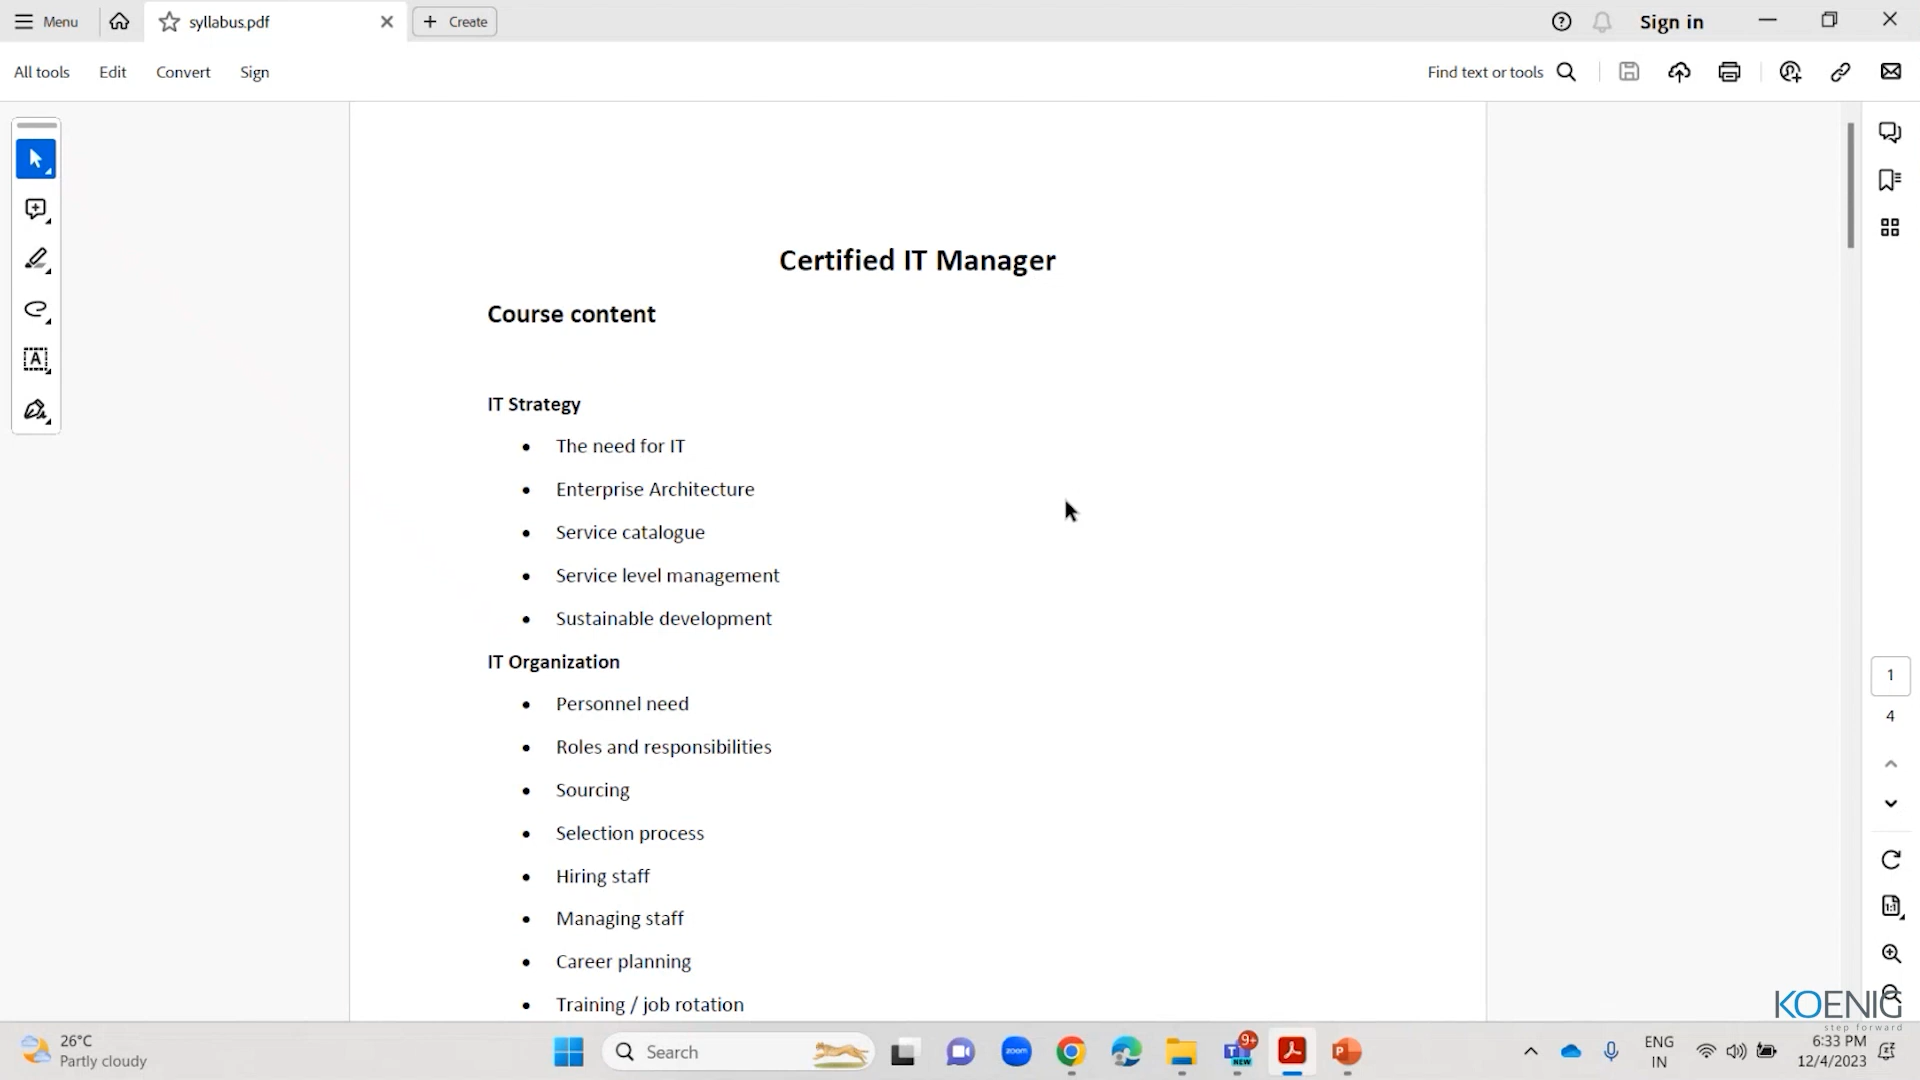 Menu
syllabus.pdf
Create
Sign in
All tools
Edit
Convert
Sign
Find text or tools
Certified IT Manager
Course content
IT Strategy
• The need for IT
• Enterprise Architecture
• Service catalogue
• Service level management
• Sustainable development
IT Organization
• Personnel need
• Roles and responsibilities
• Sourcing
• Selection process
• Hiring staff
• Managing staff
• Career planning
• Training / job rotation
1
4
KOENIG
step forward
26°C
Partly cloudy
Search
zoom
9+
NEW
ENG
IN
6:33 PM
12/4/2023